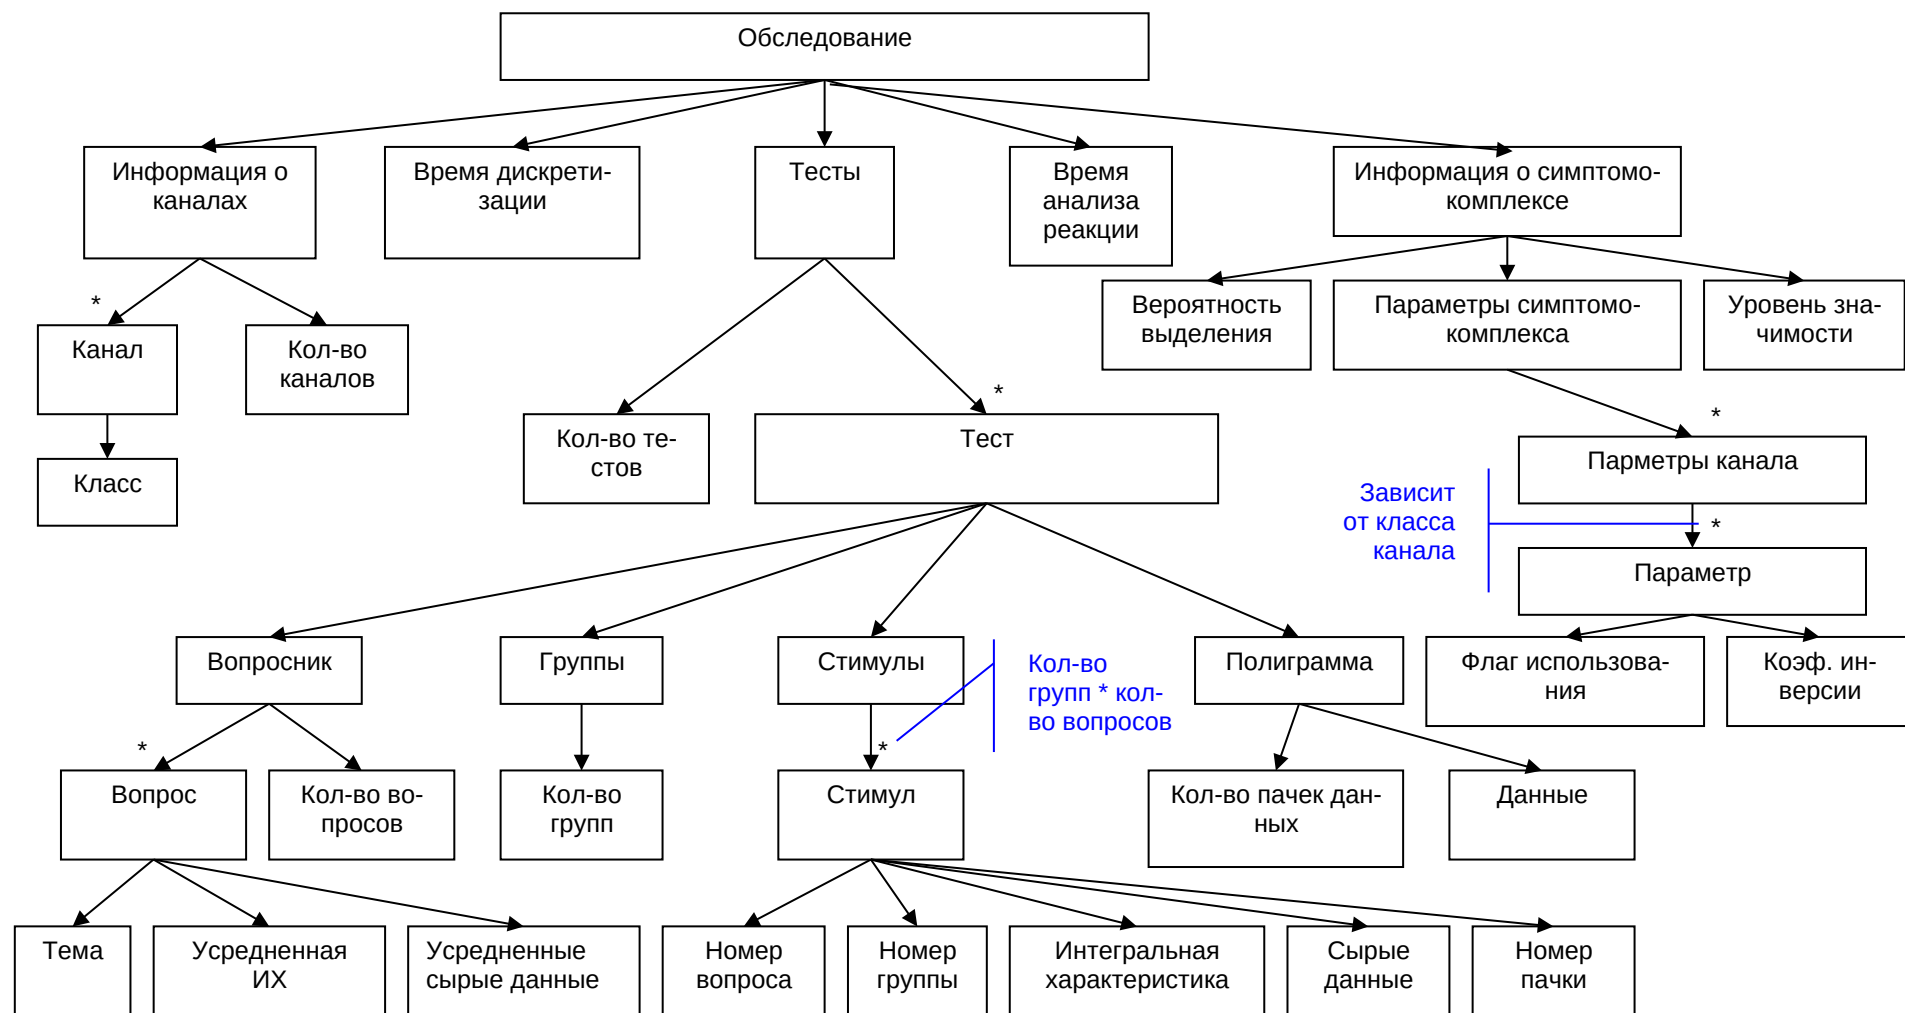 Обследование
Информация о
каналах
Время дискрети-
зации
Тесты
Время
анализа
реакции
Информация о симптомо-
комплексе
*
Канал
Кол-во
каналов
Класс
Вероятность
выделения
Параметры симптомо-
комплекса
Уровень зна-
чимости
Кол-во те-
стов
*
Тест
*
Парметры канала
Зависит
от класса
канала
*
Параметр
Флаг использова-
ния
Коэф. ин-
версии
Вопросник
Группы
Стимулы
Кол-во
групп * кол-
во вопросов
Полиграмма
*
Вопрос
Кол-во во-
просов
Кол-во
групп
*
Стимул
Кол-во пачек дан-
ных
Данные
Тема
Усредненная
ИХ
Усредненные
сырые данные
Номер
вопроса
Номер
группы
Интегральная
характеристика
Сырые
данные
Номер
пачки